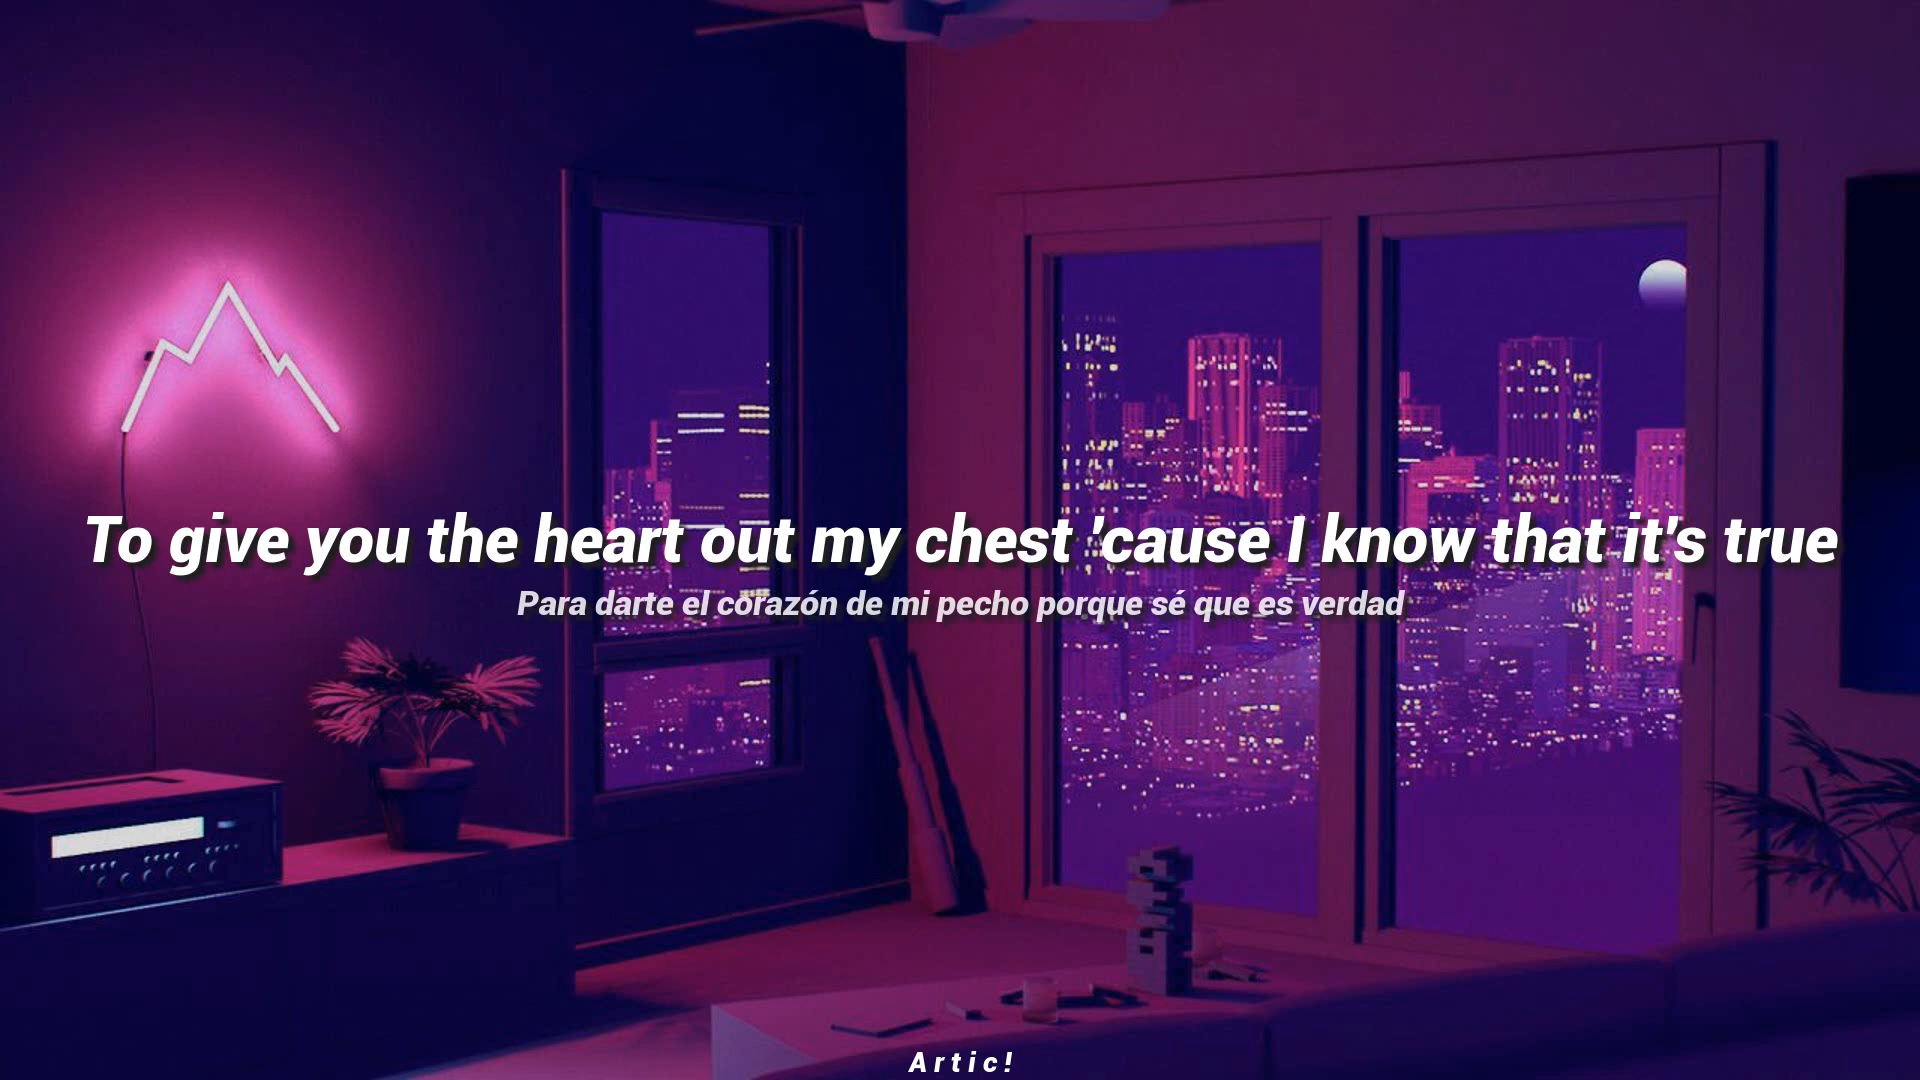 To give you the heart out my chest 'cause I know that it's true
Para darte el corazón de mi pecho porque sé que es verdad
Artic!